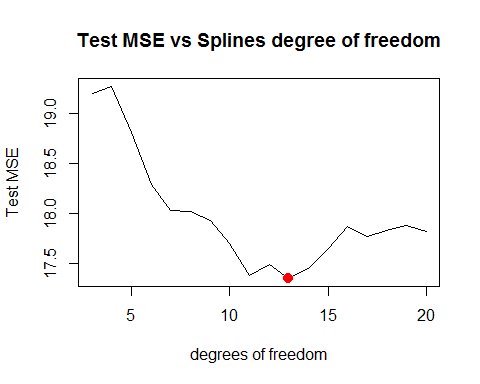 Test MSE vs Splines degree of freedom
Test MSE
19.0
18.5
18.0
17.5
5 10 15 20
degrees of freedom